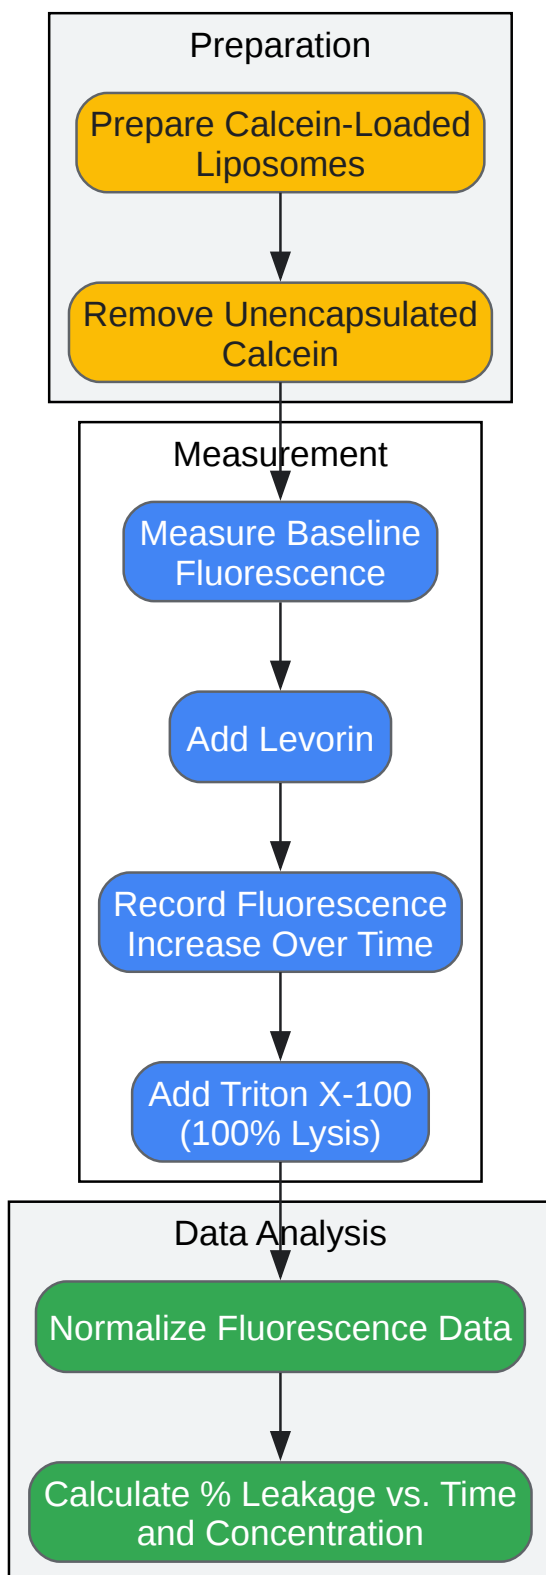 Preparation
Prepare Calcein-Loaded
Liposomes
Remove Unencapsulated
Calcein
Measurement
Measure Baseline
Fluorescence
Add Levorin
Record Fluorescence
Increase Over Time
Add Triton X-100
(100% Lysis)
Data Analysis
Normalize Fluorescence Data
Calculate % Leakage vs. Time
and Concentration